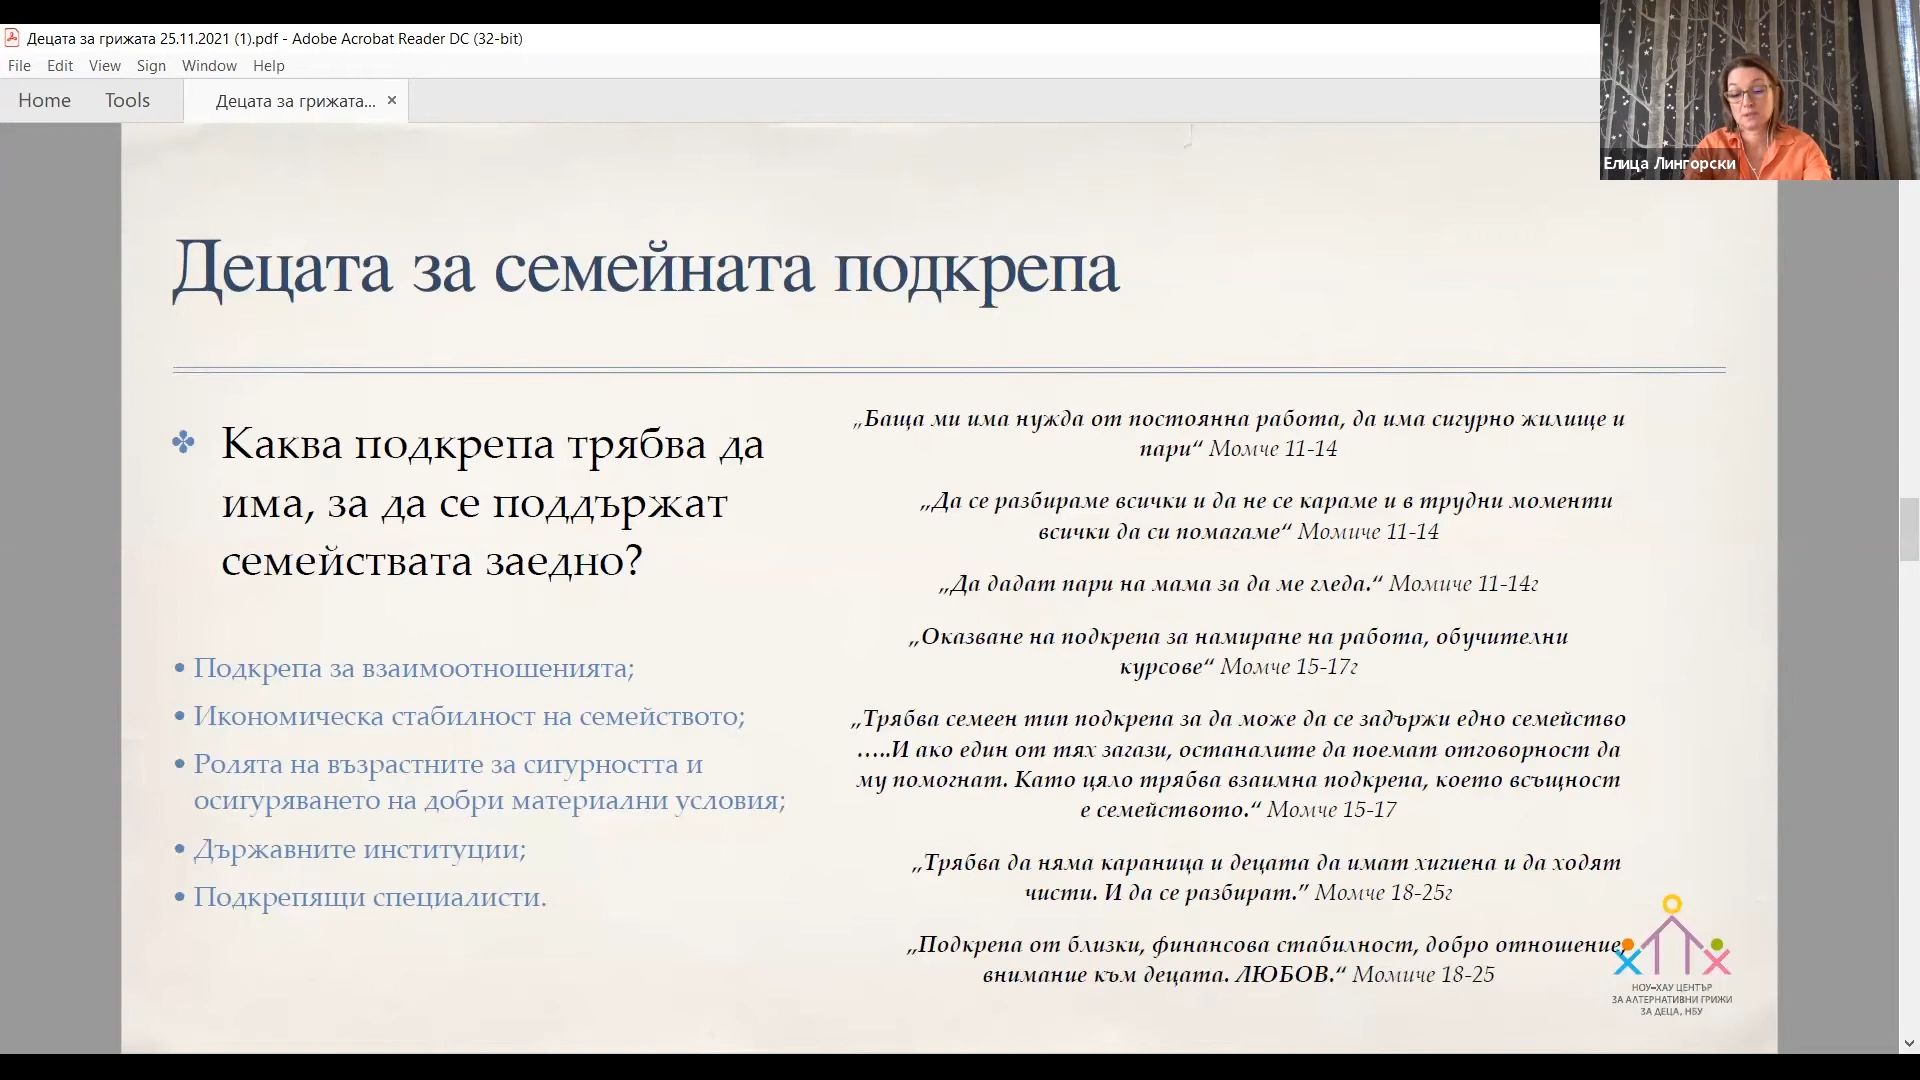 Децата за грижата 25.11.2021 (1).pdf - Adobe Acrobat Reader DC (32-bit)
File Edit View Sign Window Help
Home Tools Децата за грижата... ×
Елица Лингорски
Децата за семейната подкрепа
Каква подкрепа трябва да
има, за да се поддържат
семействата заедно?
• Подкрепа за взаимоотношенията;
• Икономическа стабилност на семейството;
• Ролята на възрастните за сигурността и
осигуряването на добри материални условия;
• Държавните институции;
• Подкрепящи специалисти.
„Баща ми има нужда от постоянна работа, да има сигурно жилище и
пари“ Момче 11-14
„Да се разбираме всички и да не се караме и в трудни моменти
всички да си помагаме“ Момиче 11-14
„Да дадат пари на мама за да ме гледа.“ Момиче 11-14г
„Оказване на подкрепа за намиране на работа, обучителни
курсове“ Момче 15-17г
„Трябва семеен тип подкрепа за да може да се задържи едно семейство
…..И ако един от тях загази, останалите да поемат отговорност да
му помогнат. Като цяло трябва взаимна подкрепа, което всъщност
е семейството.“ Момче 15-17
„Трябва да няма караница и децата да имат хигиена и да ходят
чисти. И да се разбират.” Момче 18-25г
„Подкрепа от близки, финансова стабилност, добро отношение,
внимание към децата. ЛЮБОВ.“ Момиче 18-25
НОУ-ХАУ ЦЕНТЪР
ЗА АЛТЕРНАТИВНИ ГРИЖИ
ЗА ДЕЦА, НБУ